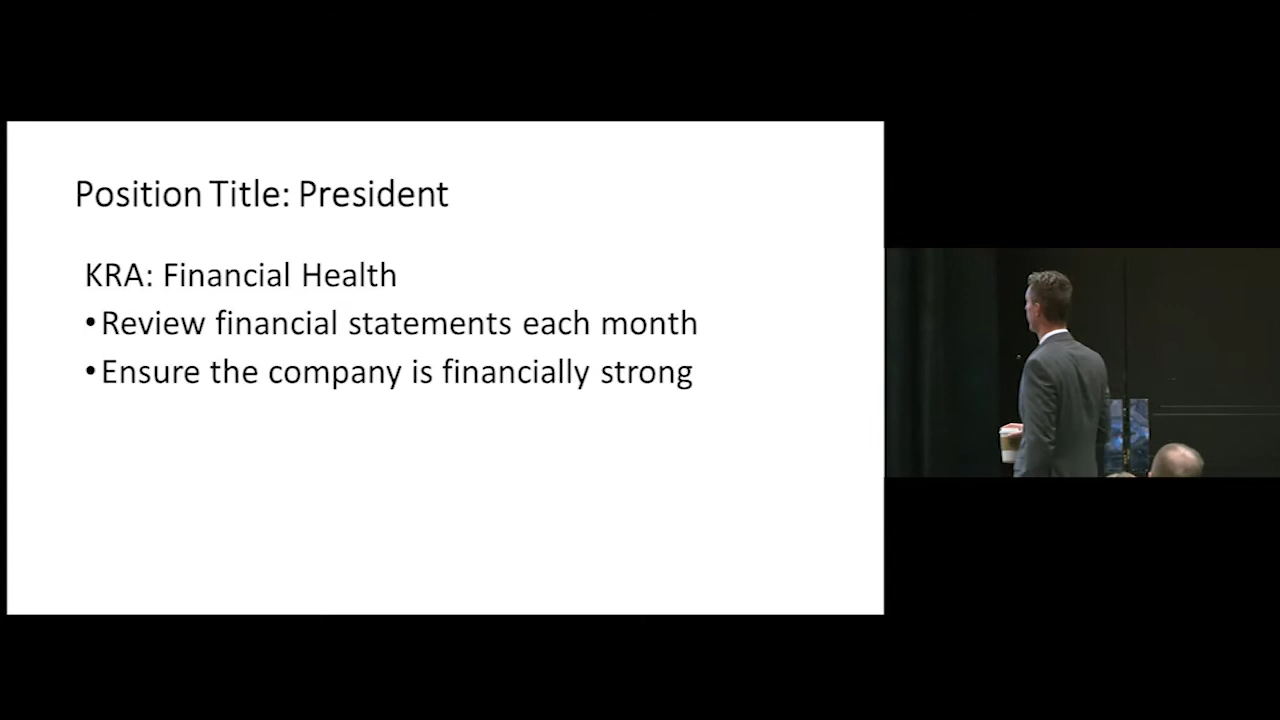 Position Title: President
KRA: Financial Health
•Review financial statements each month
•Ensure the company is financially strong